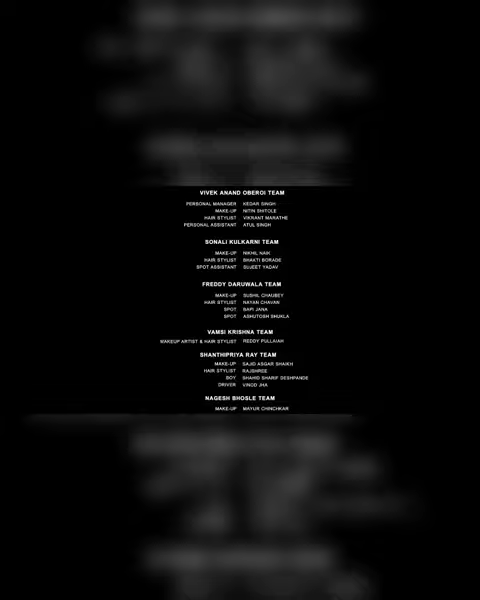 VIVEK ANAND OBEROI TEAM
PERSONAL MANAGER KEDAR SINGH
MAKE-UP NITIN SHITOLE
HAIR STYLIST VIKRANT MARATHE
PERSONAL ASSISTANT ATUL SINGH
SONALI KULKARNI TEAM
MAKE-UP NIKHIL NAIK
HAIR STYLIST BHAKTI BORADE
SPOT ASSISTANT SUJEET YADAV
FREDDY DARUWALA TEAM
MAKE-UP SUSHIL CHAUBEY
HAIR STYLIST NAYAN CHAVAN
SPOT BAPI JANA
SPOT ASHUTOSH SHUKLA
VAMSI KRISHNA TEAM
MAKEUP ARTIST & HAIR STYLIST REDDY PULLAIAH
SHANTHIPRIYA RAY TEAM
MAKE-UP SAJID ASGAR SHAIKH
HAIR STYLIST RAJSHREE
BOY SHAHID SHARIF DESHPANDE
DRIVER VINOD JHA
NAGESH BHOSLE TEAM
MAKE-UP MAYUR CHINCHKAR